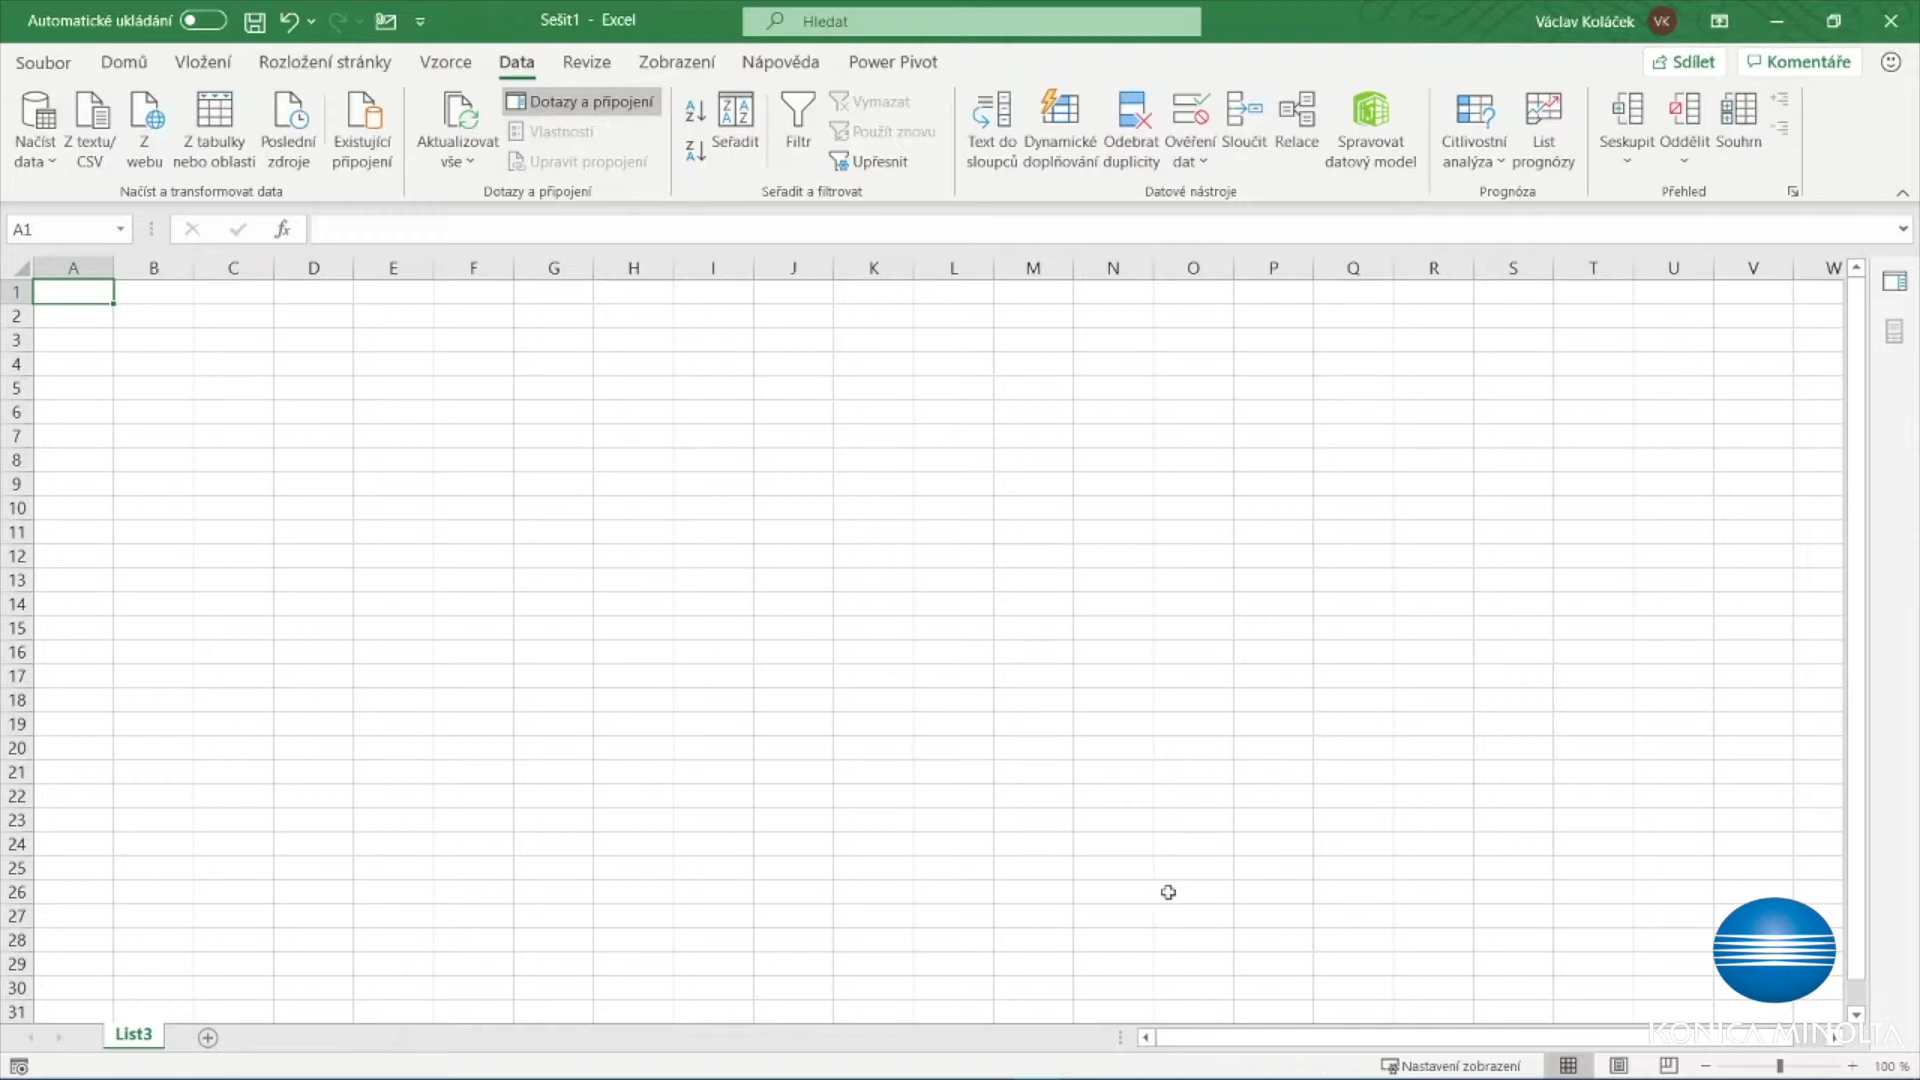 Automatické ukládání
Sešit1 - Excel
Hledat
Václav Koláček
VK
Soubor
Domů
Vložení
Rozložení stránky
Vzorce
Data
Revize
Zobrazení
Nápověda
Power Pivot
Sdílet
Komentáře
Načíst
data
Z textu/
CSV
Z
webu
Z tabulky
nebo oblasti
Poslední
zdroje
Existující
připojení
Načíst a transformovat data
Aktualizovat
vše
Dotazy a připojení
Vlastnosti
Upravit propojení
Dotazy a připojení
Seřadit
Filtr
Vymazat
Použít znovu
Upřesnit
Seřadit a filtrovat
Text do
sloupců
Dynamické
doplňování
Odebrat
duplicity
Ověření
dat
Sloučit
Relace
Spravovat
datový model
Datové nástroje
Citlivostní
analýza
List
prognózy
Prognóza
Seskupit
Oddělit
Souhrn
Přehled
A1
fx
A B C D E F G H I J K L M N O P Q R S T U V W
1
2
3
4
5
6
7
8
9
10
11
12
13
14
15
16
17
18
19
20
21
22
23
24
25
26
27
28
29
30
31
List3
KONICA MINOLTA
Nastavení zobrazení
100 %